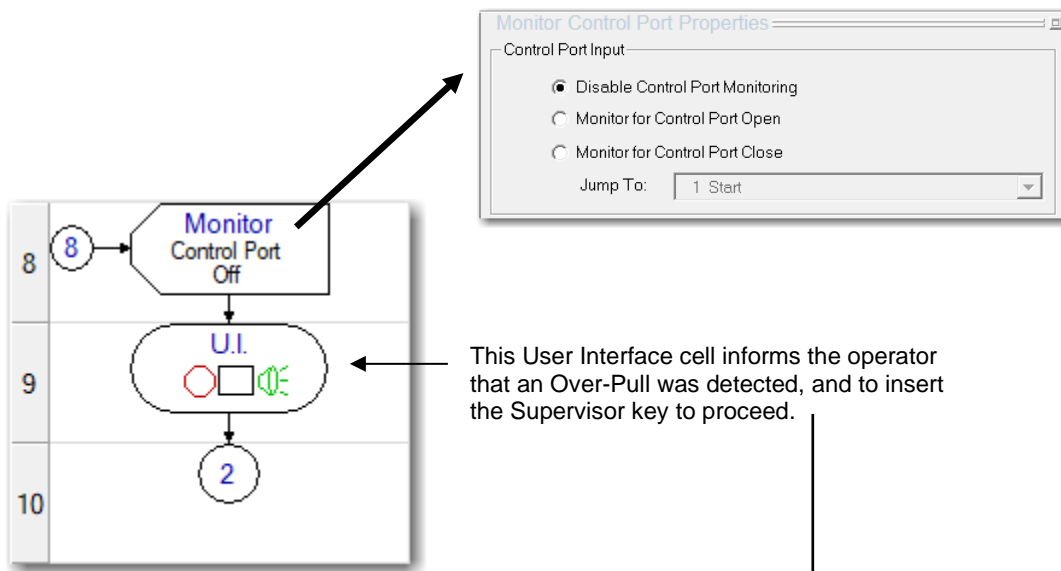 Monitor Control Port Properties
Control Port Input
Disable Control Port Monitoring
Monitor for Control Port Open
Monitor for Control Port Close
Jump To: 1 Start
8
8
Monitor
Control Port
Off
9
U.I.
This User Interface cell informs the operator
that an Over-Pull was detected, and to insert
the Supervisor key to proceed.
10
2